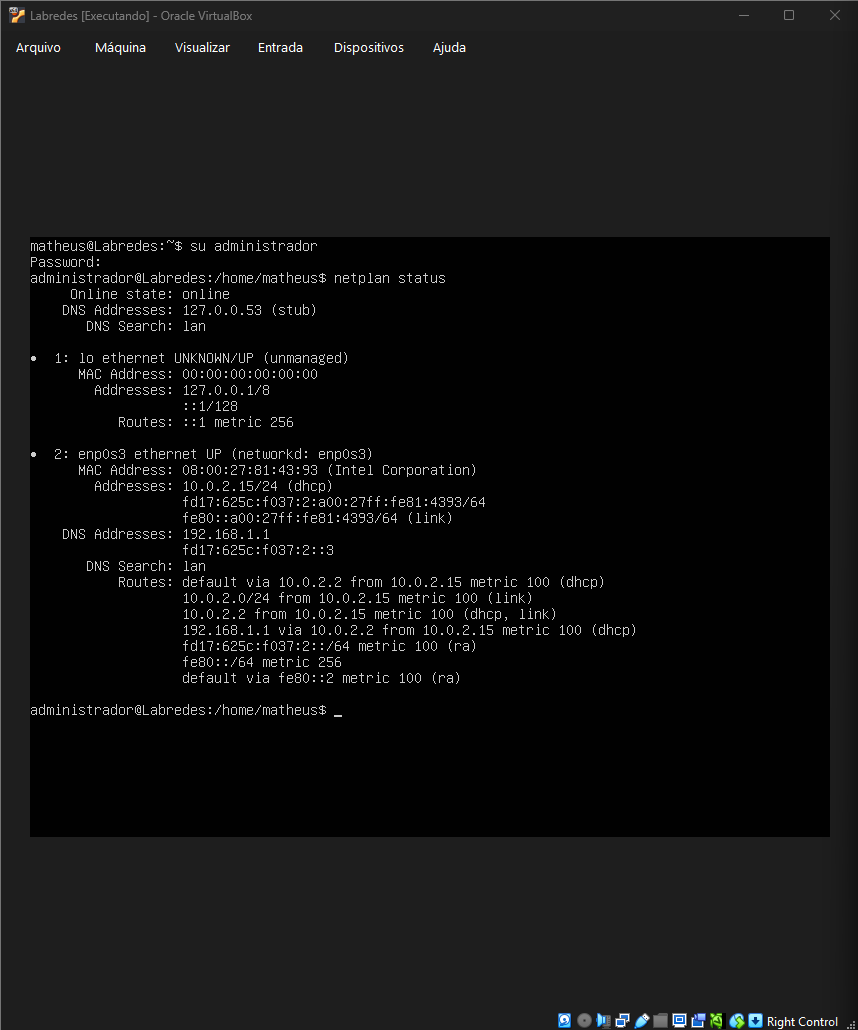 Labredes [Executando] - Oracle VirtualBox
Arquivo Máquina Visualizar Entrada Dispositivos Ajuda
matheus@Labredes:~$ su administrador
Password:
administrador@Labredes:/home/matheus$ netplan status
Online state: online
DNS Addresses: 127.0.0.53 (stub)
DNS Search: lan
● 1: lo ethernet UNKNOWN/UP (unmanaged)
MAC Address: 00:00:00:00:00:00
Addresses: 127.0.0.1/8
::1/128
Routes: ::1 metric 256
● 2: enp0s3 ethernet UP (networkd: enp0s3)
MAC Address: 08:00:27:81:43:93 (Intel Corporation)
Addresses: 10.0.2.15/24 (dhcp)
fd17:625c:f037:2:a00:27ff:fe81:4393/64
fe80::a00:27ff:fe81:4393/64 (link)
DNS Addresses: 192.168.1.1
fd17:625c:f037:2::3
DNS Search: lan
Routes: default via 10.0.2.2 from 10.0.2.15 metric 100 (dhcp)
10.0.2.0/24 from 10.0.2.15 metric 100 (link)
10.0.2.2 from 10.0.2.15 metric 100 (dhcp, link)
192.168.1.1 via 10.0.2.2 from 10.0.2.15 metric 100 (dhcp)
fd17:625c:f037:2::/64 metric 100 (ra)
fe80::/64 metric 256
default via fe80::2 metric 100 (ra)
administrador@Labredes:/home/matheus$ _
Right Control